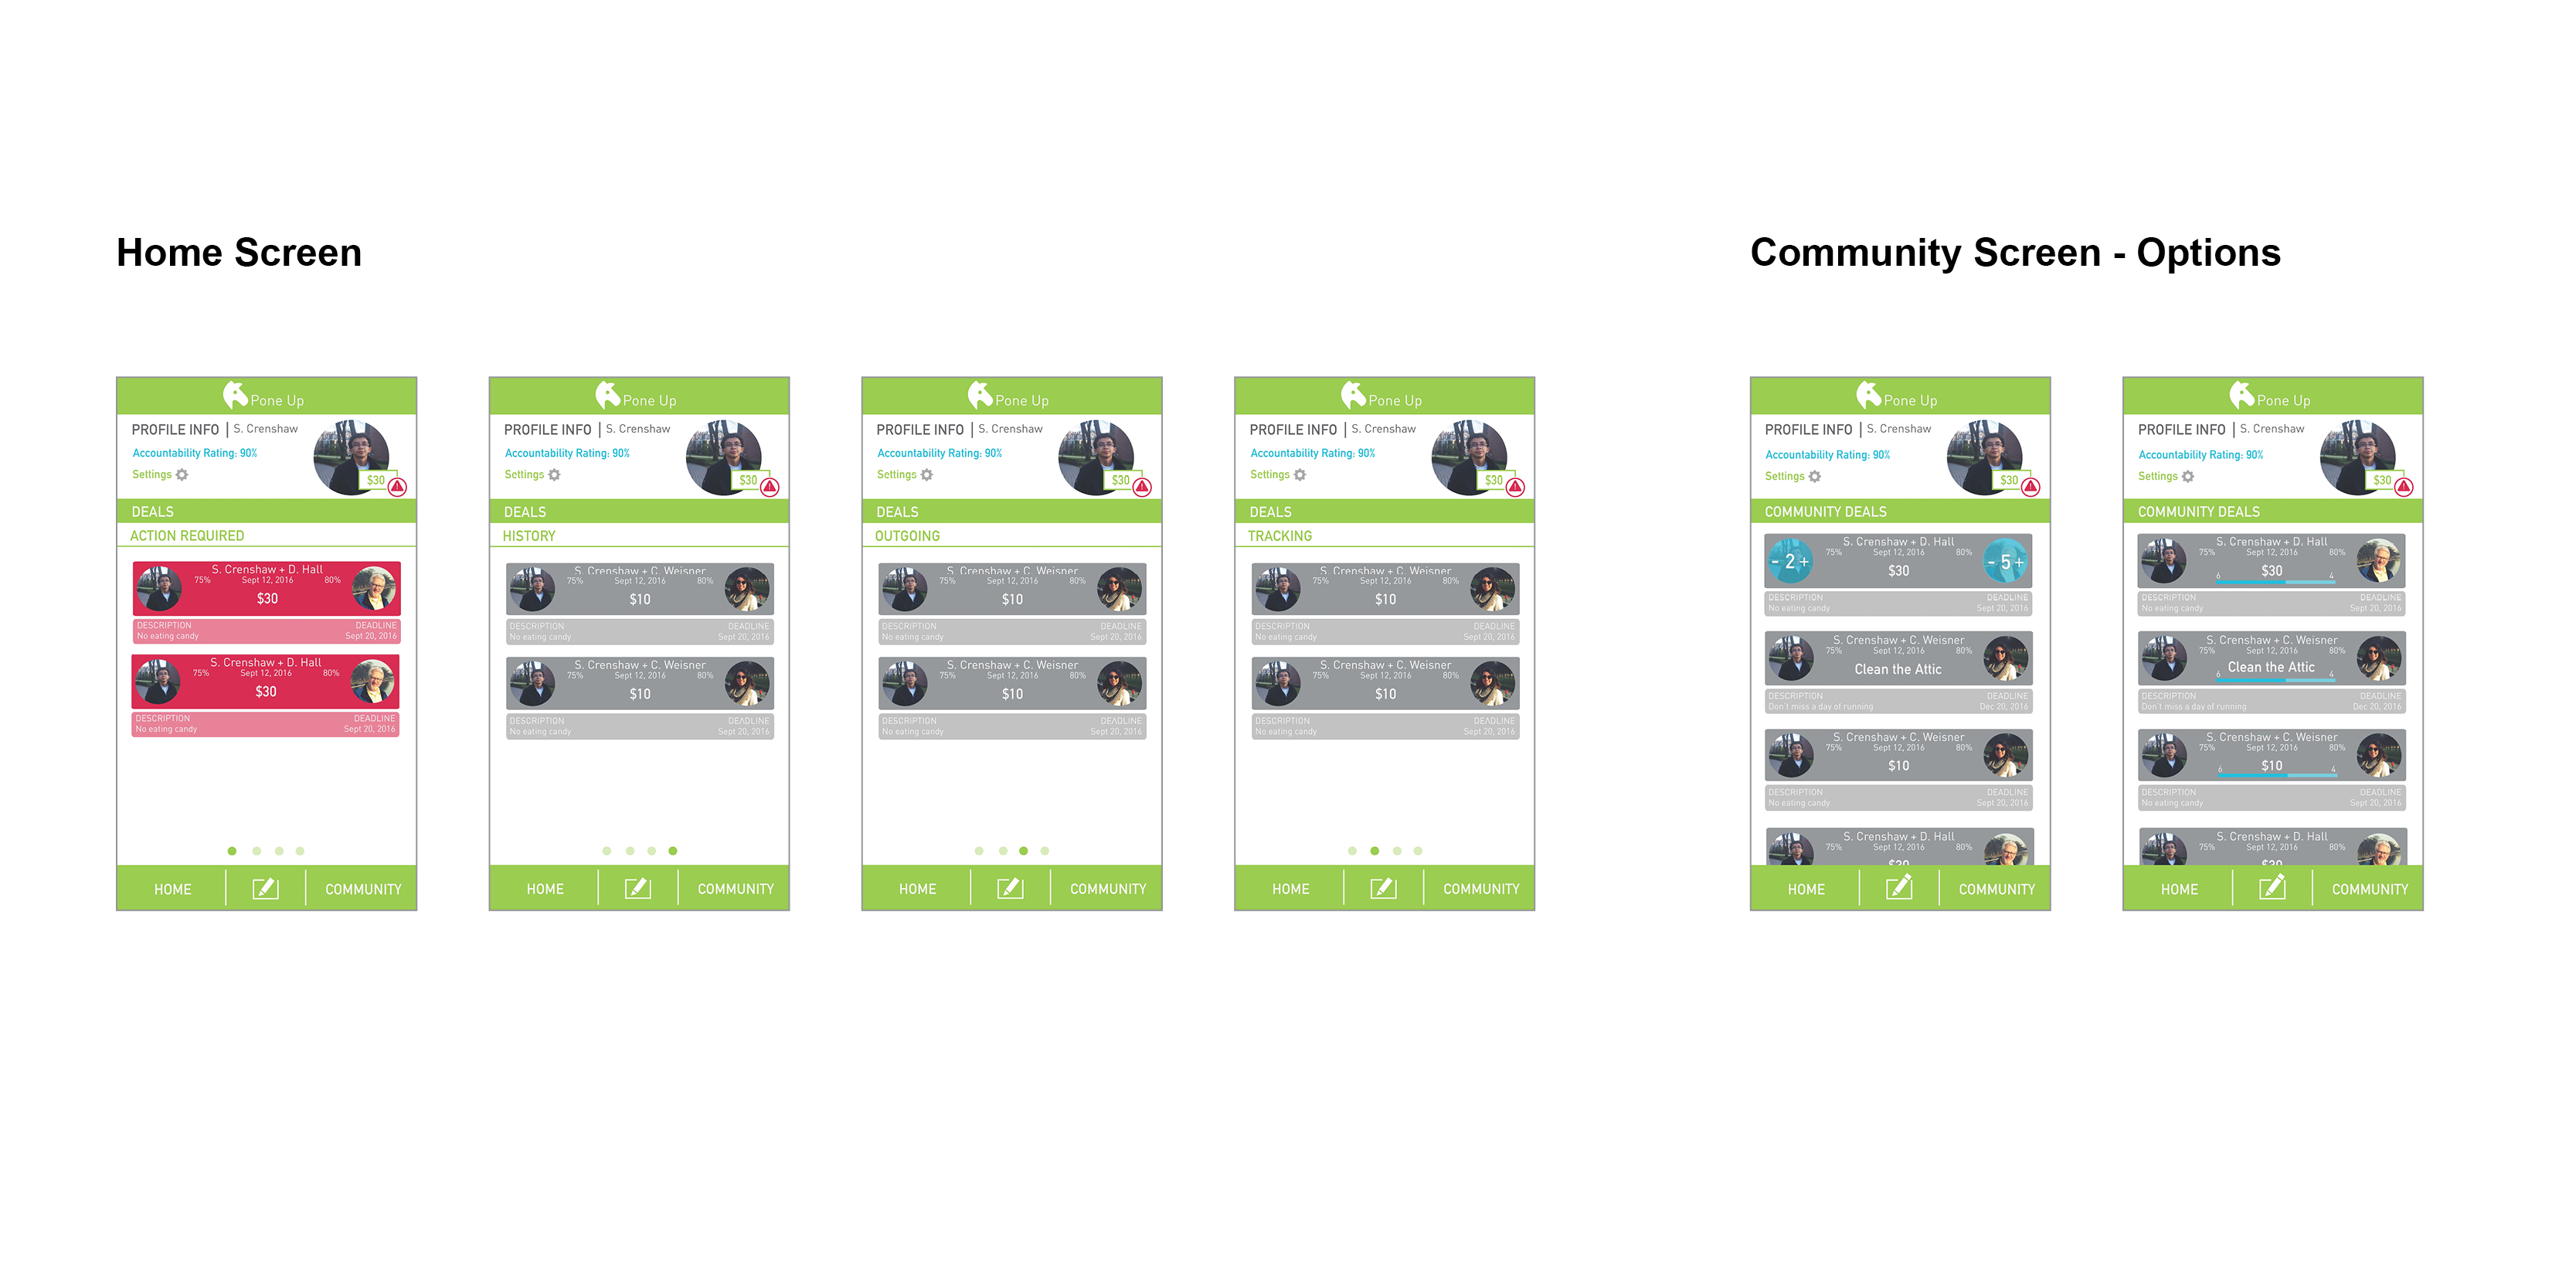 Home Screen
Community Screen - Options
Pone Up
PROFILE INFO | S. Crenshaw
Accountability Rating: 90%
Settings
$30
DEALS
ACTION REQUIRED
S. Crenshaw + D. Hall
75% Sept 12, 2016 80%
$30
DESCRIPTION DEADLINE
No eating candy Sept 20, 2016
S. Crenshaw + D. Hall
75% Sept 12, 2016 80%
$30
DESCRIPTION DEADLINE
No eating candy Sept 20, 2016
HOME COMMUNITY
Pone Up
PROFILE INFO | S. Crenshaw
Accountability Rating: 90%
Settings
$30
DEALS
HISTORY
S. Crenshaw + C. Weisner
75% Sept 12, 2016 80%
$10
DESCRIPTION DEADLINE
No eating candy Sept 20, 2016
S. Crenshaw + C. Weisner
75% Sept 12, 2016 80%
$10
DESCRIPTION DEADLINE
No eating candy Sept 20, 2016
HOME COMMUNITY
Pone Up
PROFILE INFO | S. Crenshaw
Accountability Rating: 90%
Settings
$30
DEALS
OUTGOING
S. Crenshaw + C. Weisner
75% Sept 12, 2016 80%
$10
DESCRIPTION DEADLINE
No eating candy Sept 20, 2016
S. Crenshaw + C. Weisner
75% Sept 12, 2016 80%
$10
DESCRIPTION DEADLINE
No eating candy Sept 20, 2016
HOME COMMUNITY
Pone Up
PROFILE INFO | S. Crenshaw
Accountability Rating: 90%
Settings
$30
DEALS
TRACKING
S. Crenshaw + C. Weisner
75% Sept 12, 2016 80%
$10
DESCRIPTION DEADLINE
No eating candy Sept 20, 2016
S. Crenshaw + C. Weisner
75% Sept 12, 2016 80%
$10
DESCRIPTION DEADLINE
No eating candy Sept 20, 2016
HOME COMMUNITY
Pone Up
PROFILE INFO | S. Crenshaw
Accountability Rating: 90%
Settings
$30
COMMUNITY DEALS
S. Crenshaw + D. Hall
75% Sept 12, 2016 80%
- 2 + $30 - 5 +
DESCRIPTION DEADLINE
No eating candy Sept 20, 2016
S. Crenshaw + C. Weisner
75% Sept 12, 2016 80%
Clean the Attic
DESCRIPTION DEADLINE
Don't miss a day of running Dec 20, 2016
S. Crenshaw + C. Weisner
75% Sept 12, 2016 80%
$10
DESCRIPTION DEADLINE
No eating candy Sept 20, 2016
S. Crenshaw + D. Hall
75% Sept 12, 2016 80%
$30
HOME COMMUNITY
Pone Up
PROFILE INFO | S. Crenshaw
Accountability Rating: 90%
Settings
$30
COMMUNITY DEALS
S. Crenshaw + D. Hall
75% Sept 12, 2016 80%
6 $30 4
DESCRIPTION DEADLINE
No eating candy Sept 20, 2016
S. Crenshaw + C. Weisner
75% Sept 12, 2016 80%
Clean the Attic
6 4
DESCRIPTION DEADLINE
Don't miss a day of running Dec 20, 2016
S. Crenshaw + C. Weisner
75% Sept 12, 2016 80%
6 $10 4
DESCRIPTION DEADLINE
No eating candy Sept 20, 2016
S. Crenshaw + D. Hall
75% Sept 12, 2016 80%
$30
HOME COMMUNITY